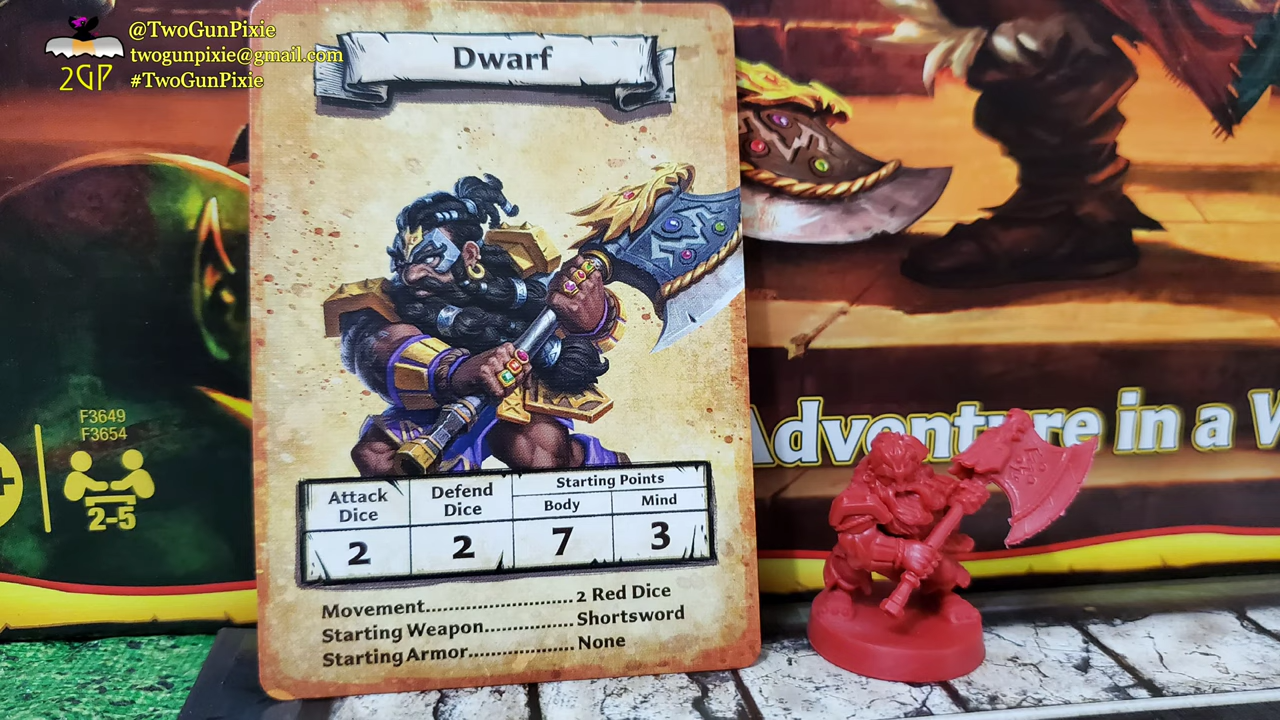 @TwoGunPixie
twogunpixie@gmail.com
2GP #TwoGunPixie
Dwarf
F3649
F3654
2-5
Adventure in a W
Attack Dice
Defend Dice
Starting Points
Body
Mind
2
2
7
3
Movement..............................2 Red Dice
Starting Weapon..................Shortsword
Starting Armor.....................None